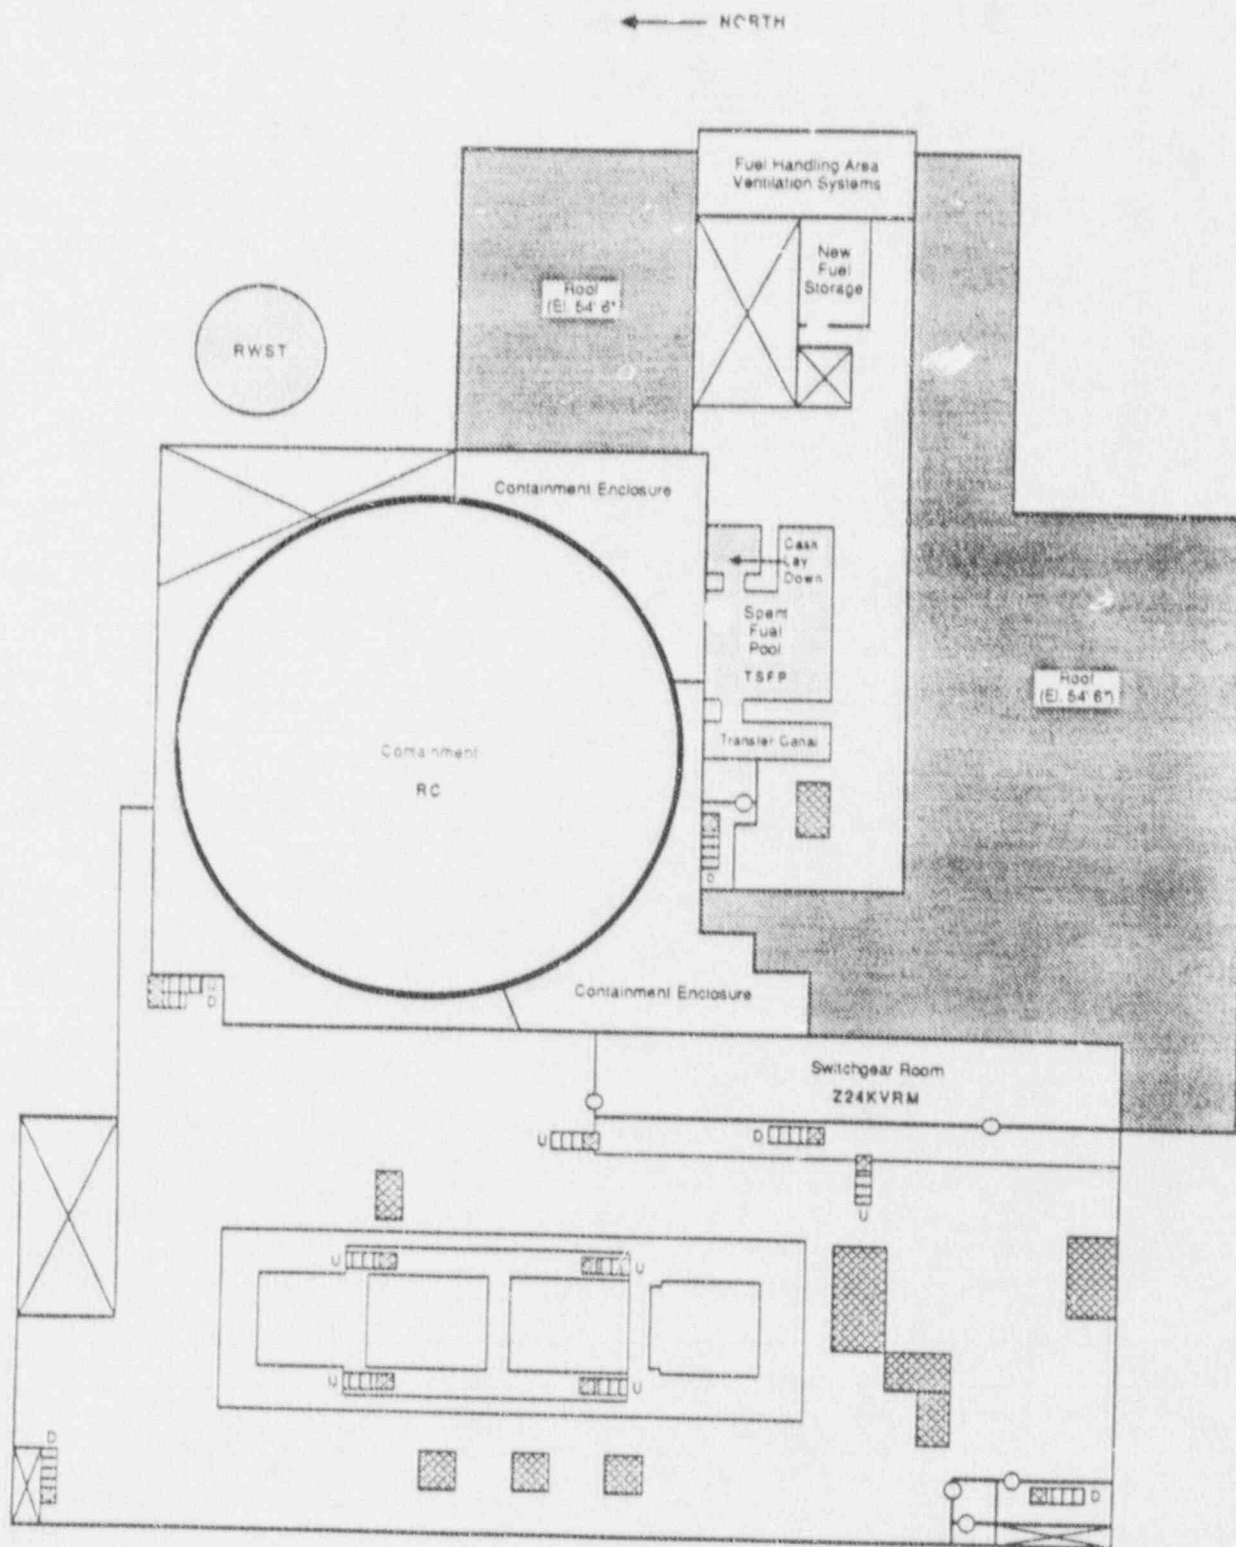 NORTH
Fuel Handling Area
Ventilation Systems
New
Fuel
Storage
Roof
(El. 54' 6")
RWST
Containment Enclosure
Cask
Lay
Down
Spent
Fuel
Pool
TSFP
Roof
(El. 54' 6")
Transfer Canal
Containment
RC
D
U
D
Containment Enclosure
Switchgear Room
Z24KVRM
U
D
U
U
U
U
U
D
D